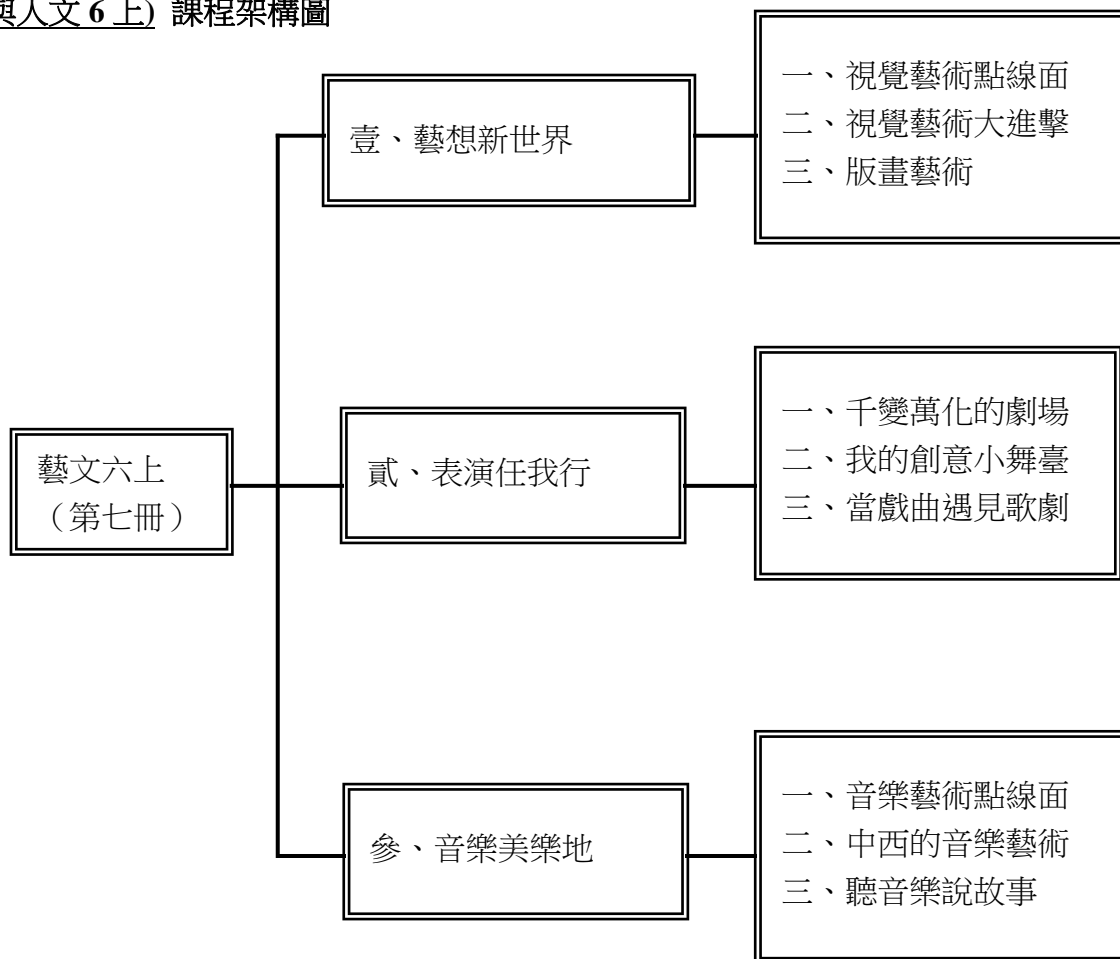 與人文 6 上) 課程架構圖
藝文六上
（第七冊）
壹、藝想新世界
一、視覺藝術點線面
二、視覺藝術大進擊
三、版畫藝術
貳、表演任我行
一、千變萬化的劇場
二、我的創意小舞臺
三、當戲曲遇見歌劇
參、音樂美樂地
一、音樂藝術點線面
二、中西的音樂藝術
三、聽音樂說故事